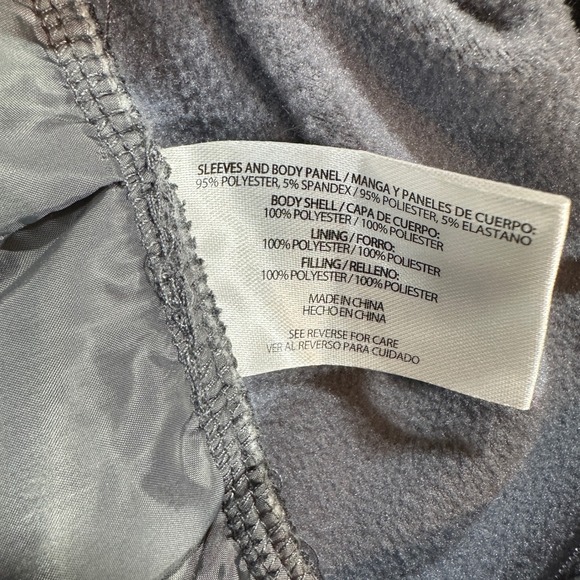 SLEEVES AND BODY PANEL / MANGA Y PANELES DE CUERPO:
95% POLYESTER, 5% SPANDEX / 95% POLIESTER, 5% ELASTANO
BODY SHELL / CAPA DE CUERPO:
100% POLYESTER / 100% POLIESTER
LINING / FORRO:
100% POLYESTER / 100% POLIESTER
FILLING / RELLENO:
100% POLYESTER / 100% POLIESTER
MADE IN CHINA
HECHO EN CHINA
SEE REVERSE FOR CARE
VER AL REVERSO PARA CUIDADO